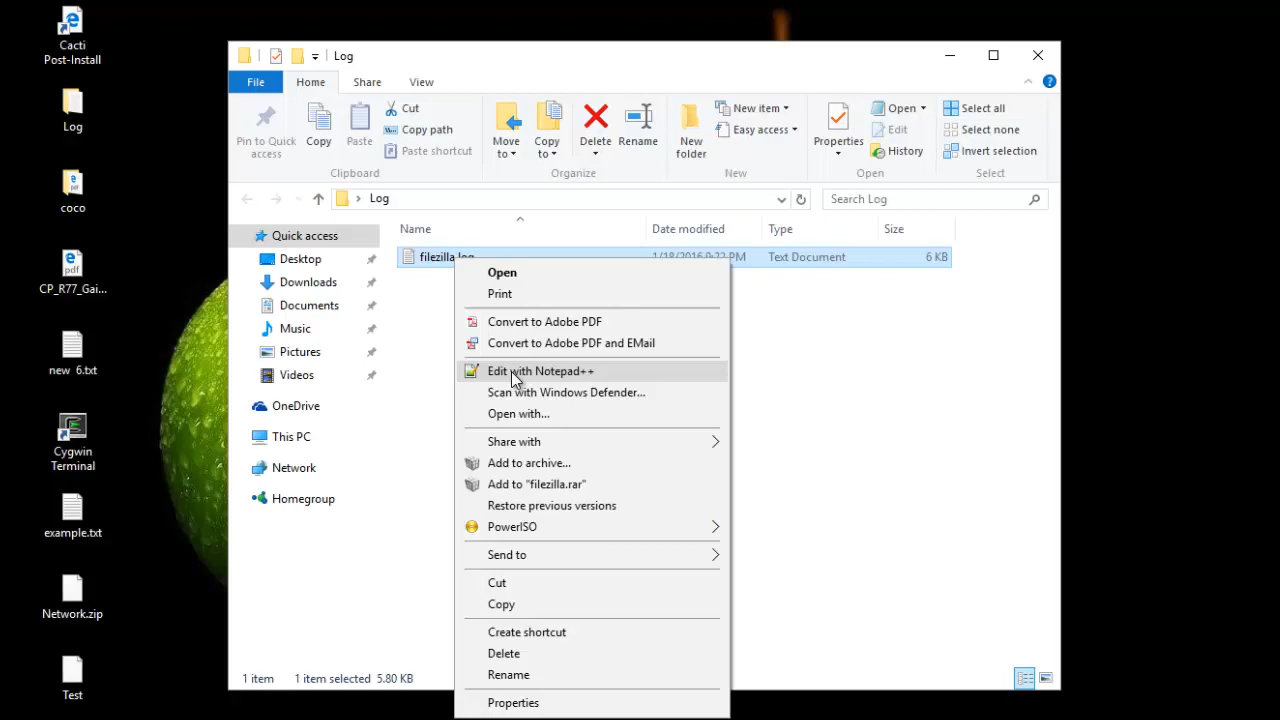 Cacti
Post-Install
Log
coco
CP_R77_Gai...
new 6.txt
Cygwin
Terminal
example.txt
Network.zip
Test
Log
File
Home
Share
View
Pin to Quick
access
Copy
Paste
Cut
Copy path
Paste shortcut
Clipboard
Move
to
Copy
to
Delete
Rename
Organize
New
folder
New item
Easy access
New
Properties
Open
Edit
History
Open
Select all
Select none
Invert selection
Select
Log
Search Log
Quick access
Desktop
Downloads
Documents
Music
Pictures
Videos
OneDrive
This PC
Network
Homegroup
Name
Date modified
Type
Size
filezilla.log
1/18/2016 9:22 PM
Text Document
6 KB
Open
Print
Convert to Adobe PDF
Convert to Adobe PDF and EMail
Edit with Notepad++
Scan with Windows Defender...
Open with...
Share with
Add to archive...
Add to "filezilla.rar"
Restore previous versions
PowerISO
Send to
Cut
Copy
Create shortcut
Delete
Rename
Properties
1 item
1 item selected 5.80 KB